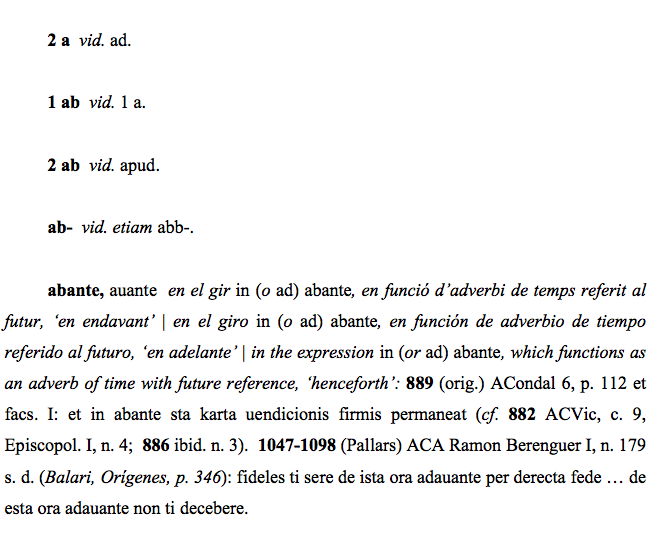 2 a vid. ad.
1 ab vid. 1 a.
2 ab vid. apud.
ab- vid. etiam abb-.
abante, auante en el gir in (o ad) abante, en funció d’adverbi de temps referit al
futur, ‘en endavant’ | en el giro in (o ad) abante, en función de adverbio de tiempo
referido al futuro, ‘en adelante’ | in the expression in (or ad) abante, which functions as
an adverb of time with future reference, ‘henceforth’: 889 (orig.) ACondal 6, p. 112 et
facs. I: et in abante sta karta uendicionis firmis permaneat (cf. 882 ACVic, c. 9,
Episcopol. I, n. 4; 886 ibid. n. 3). 1047-1098 (Pallars) ACA Ramon Berenguer I, n. 179
s. d. (Balari, Orígenes, p. 346): fideles ti sere de ista ora adauante per derecta fede … de
esta ora adauante non ti decebere.